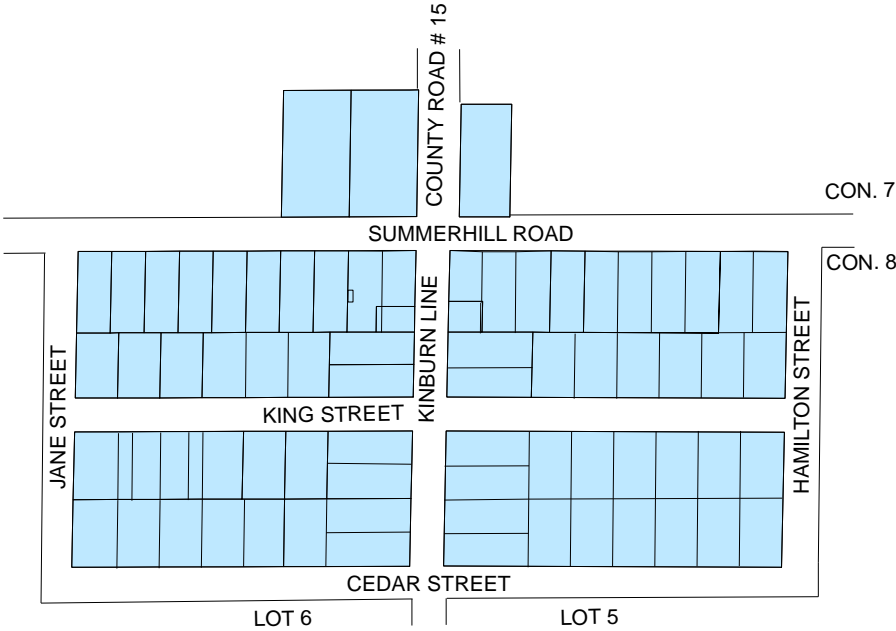 COUNTY ROAD # 15
CON. 7
SUMMERHILL ROAD
CON. 8
KINBURN LINE
JANE STREET
HAMILTON STREET
KING STREET
CEDAR STREET
LOT 6
LOT 5